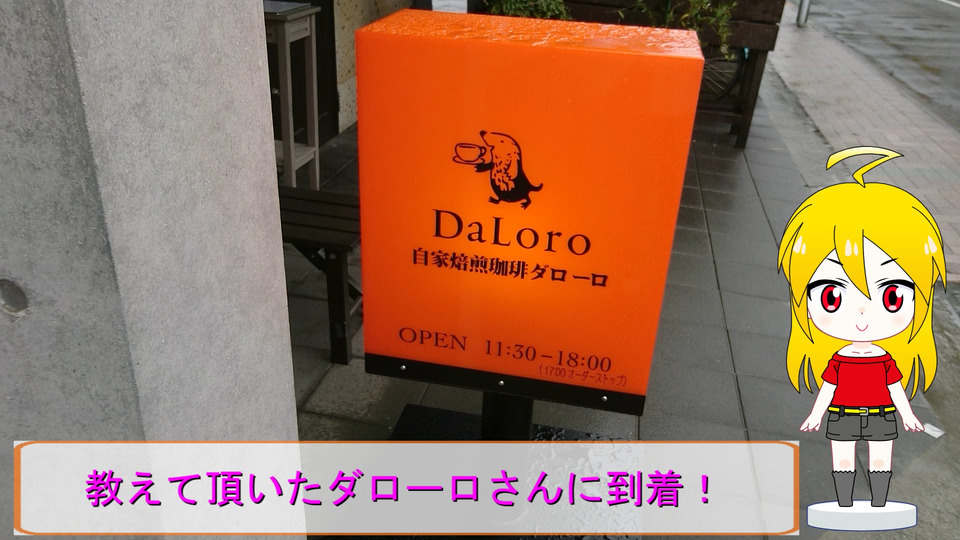 DaLoro
自家焙煎珈琲ダローロ
OPEN 11:30-18:00
(17:00 オーダーストップ)
教えて頂いたダローロさんに到着！